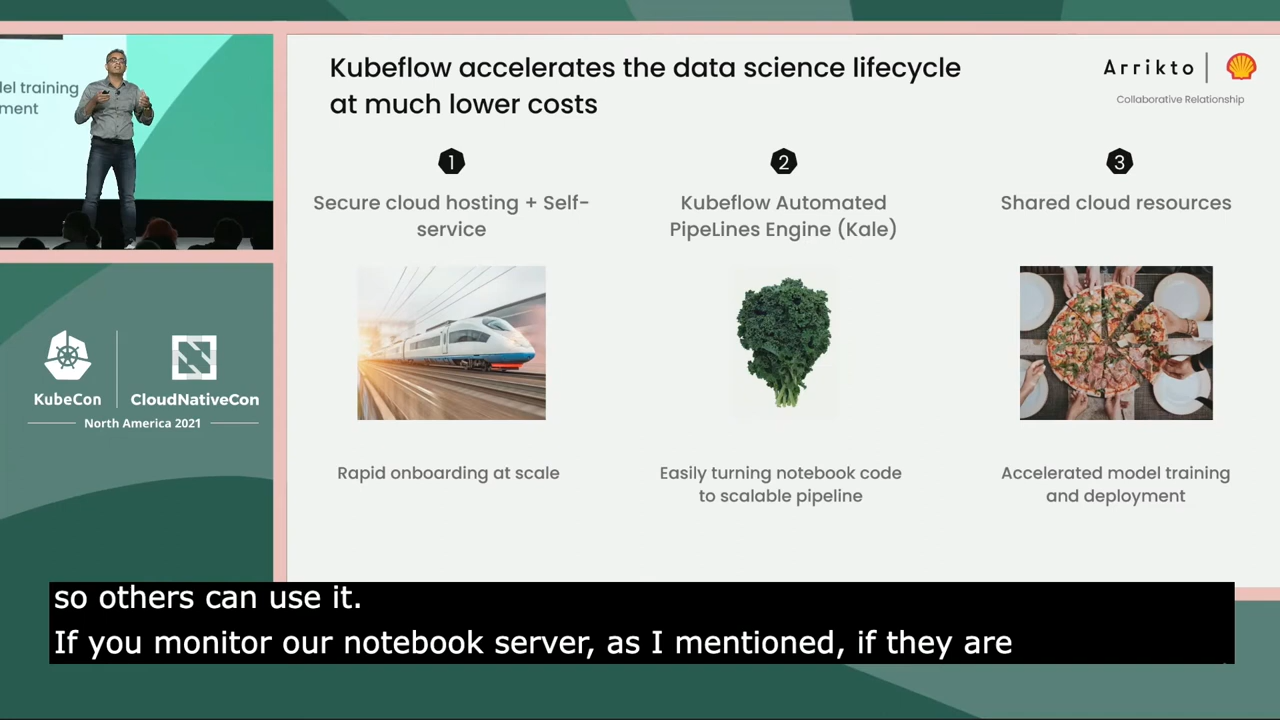 del training
ment
Kubeflow accelerates the data science lifecycle
at much lower costs
Arrikto
Collaborative Relationship
1
Secure cloud hosting + Self-
service
Rapid onboarding at scale
2
Kubeflow Automated
PipeLines Engine (Kale)
Easily turning notebook code
to scalable pipeline
3
Shared cloud resources
Accelerated model training
and deployment
KubeCon
CloudNativeCon
North America 2021
so others can use it.
If you monitor our notebook server, as I mentioned, if they are